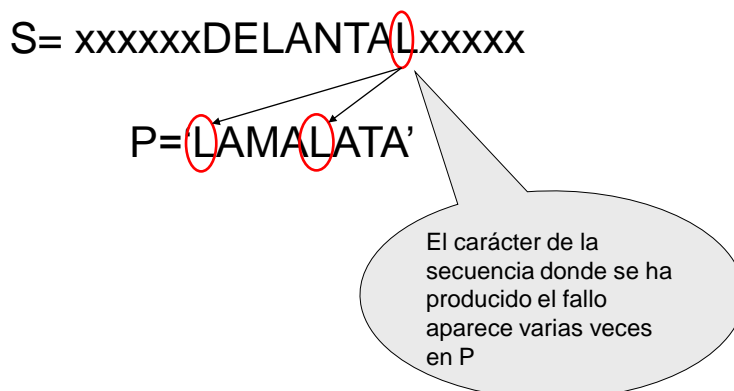 S= xxxxxxDELANTALxxxxx
P=‘LAMALATA’
El carácter de la
secuencia donde se ha
producido el fallo
aparece varias veces
en P